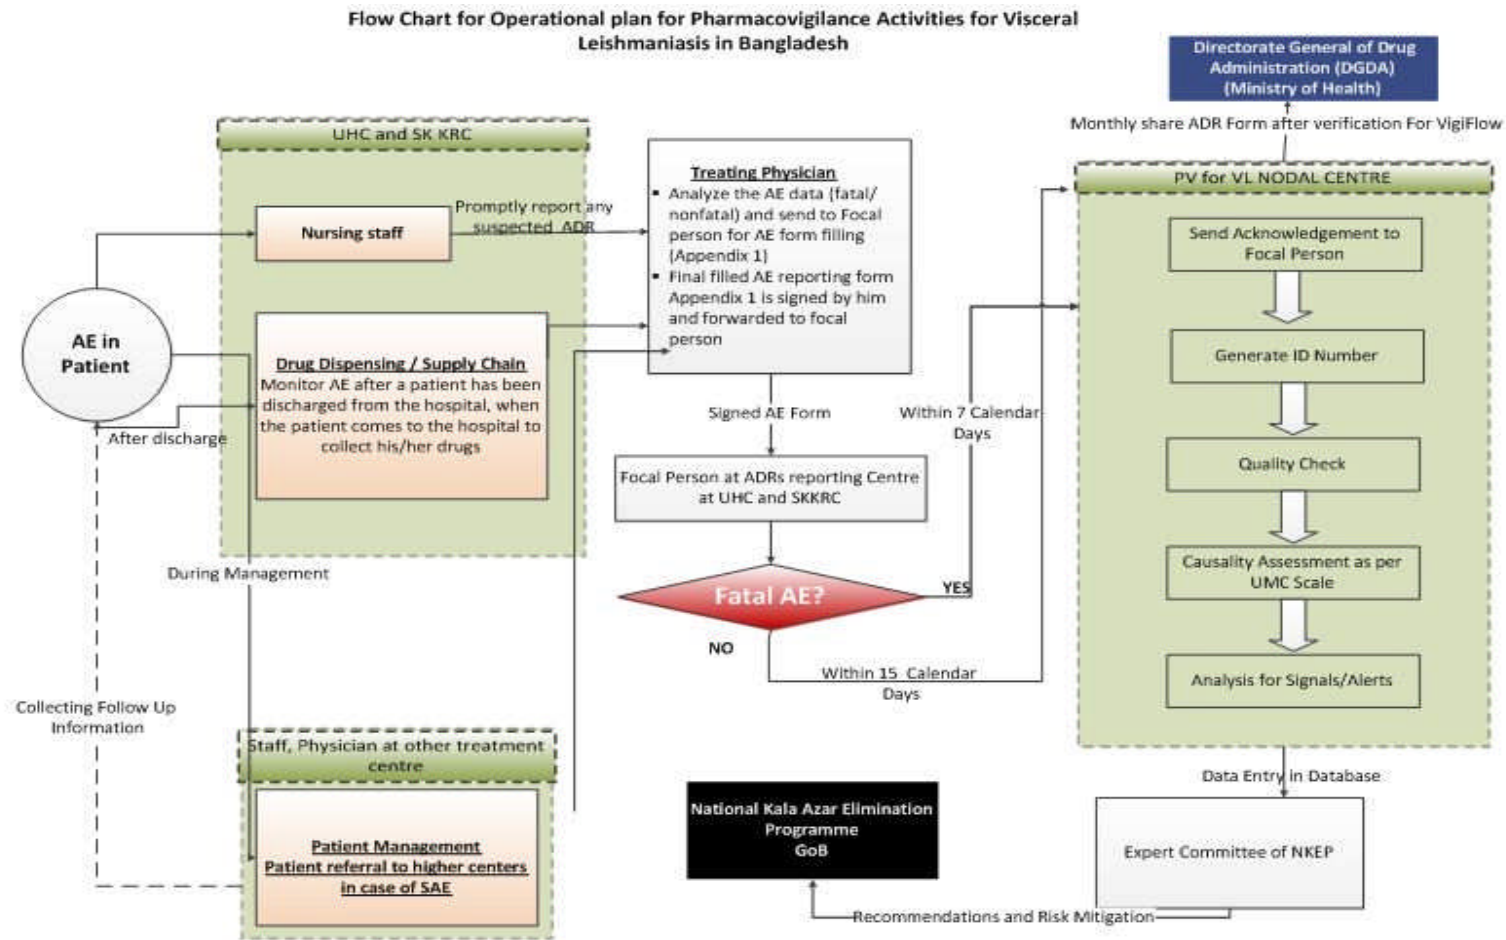 Flow Chart for Operational plan for Pharmacovigilance Activities for Visceral
Leishmaniasis in Bangladesh
Directorate General of Drug
Administration (DGDA)
(Ministry of Health)
Monthly share ADR Form after verification For VigiFlow
UHC and SK KRC
Nursing staff
Promptly report any
suspected ADR
Drug Dispensing / Supply Chain
Monitor AE after a patient has been
discharged from the hospital, when
the patient comes to the hospital to
collect his/her drugs
AE in
Patient
After discharge
During Management
Collecting Follow Up
Information
Staff, Physician at other treatment
centre
Patient Management
Patient referral to higher centers
in case of SAE
Treating Physician
▪ Analyze the AE data (fatal/
nonfatal) and send to Focal
person for AE form filling
(Appendix 1)
▪ Final filled AE reporting form
Appendix 1 is signed by him
and forwarded to focal
person
Signed AE Form
Focal Person at ADRs reporting Centre
at UHC and SKKRC
Fatal AE?
YES
NO
Within 7 Calendar
Days
Within 15 Calendar
Days
PV for VL NODAL CENTRE
Send Acknowledgement to
Focal Person
Generate ID Number
Quality Check
Causality Assessment as per
UMC Scale
Analysis for Signals/Alerts
Data Entry in Database
Expert Committee of NKEP
Recommendations and Risk Mitigation
National Kala Azar Elimination
Programme
GoB